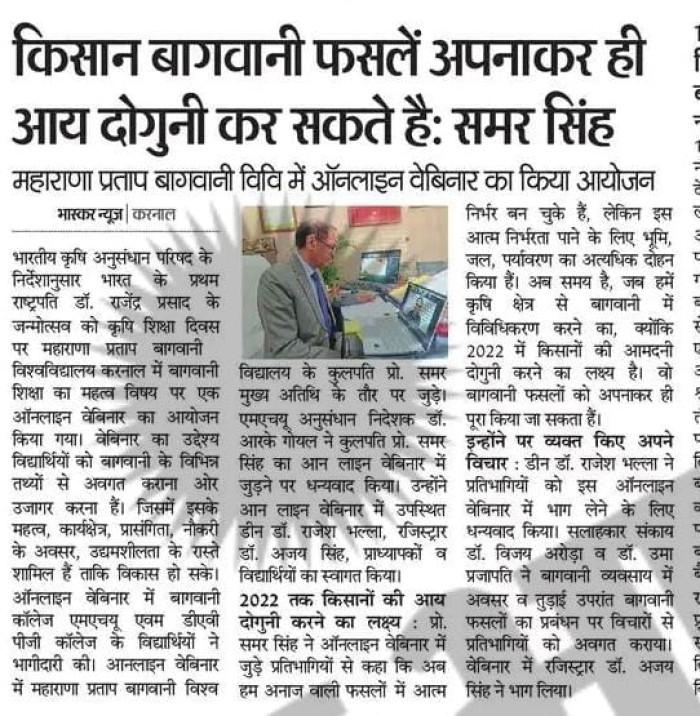 किसान बागवानी फसलें अपनाकर ही
आय दोगुनी कर सकते है: समर सिंह
महाराणा प्रताप बागवानी विवि में ऑनलाइन वेबिनार का किया आयोजन
भास्कर न्यूज | करनाल
भारतीय कृषि अनुसंधान परिषद के
निर्देशानुसार भारत के प्रथम
राष्ट्रपति डॉ. राजेंद्र प्रसाद के
जन्मोत्सव को कृषि शिक्षा दिवस
पर महाराणा प्रताप बागवानी
विश्वविद्यालय करनाल में बागवानी
शिक्षा का महत्व विषय पर एक
ऑनलाइन वेबिनार का आयोजन
किया गया। वेबिनार का उद्देश्य
विद्यार्थियों को बागवानी के विभिन्न
तथ्यों से अवगत कराना ओर
उजागर करना हैं। जिसमें इसके
महत्व, कार्यक्षेत्र, प्रासंगिता, नौकरी
के अवसर, उद्यमशीलता के रास्ते
शामिल हैं ताकि विकास हो सके।
ऑनलाइन वेबिनार में बागवानी
कॉलेज एमएचयू एवम डीएवी
पीजी कॉलेज के विद्यार्थियों ने
भागीदारी की। आनलाइन वेबिनार
में महाराणा प्रताप बागवानी विश्व
विद्यालय के कुलपति प्रो. समर
मुख्य अतिथि के तौर पर जुड़े।
एमएचयू अनुसंधान निदेशक डॉ.
आरके गोयल ने कुलपति प्रो. समर
सिंह का आन लाइन वेबिनार में
जुड़ने पर धन्यवाद किया। उन्होंने
आन लाइन वेबिनार में उपस्थित
डीन डॉ. राजेश भल्ला, रजिस्ट्रार
डॉ. अजय सिंह, प्राध्यापकों व
विद्यार्थियों का स्वागत किया।
2022 तक किसानों की आय
दोगुनी करने का लक्ष्य : प्रो.
समर सिंह ने ऑनलाइन वेबिनार में
जुड़े प्रतिभागियों से कहा कि अब
हम अनाज वाली फसलों में आत्म
निर्भर बन चुके हैं, लेकिन इस
आत्म निर्भरता पाने के लिए भूमि,
जल, पर्यावरण का अत्यधिक दोहन
किया हैं। अब समय है, जब हमें
कृषि क्षेत्र से बागवानी में
विविधिकरण करने का, क्योंकि
2022 में किसानों की आमदनी
दोगुनी करने का लक्ष्य है। वो
बागवानी फसलों को अपनाकर ही
पूरा किया जा सकता हैं।
इन्होंने पर व्यक्त किए अपने
विचार : डीन डॉ. राजेश भल्ला ने
प्रतिभागियों को इस ऑनलाइन
वेबिनार में भाग लेने के लिए
धन्यवाद किया। सलाहकार संकाय
डॉ. विजय अरोड़ा व डॉ. उमा
प्रजापति ने बागवानी व्यवसाय में
अवसर व तुड़ाई उपरांत बागवानी
फसलों का प्रबंधन पर विचारों से
प्रतिभागियों को अवगत कराया।
वेबिनार में रजिस्ट्रार डॉ. अजय
सिंह ने भाग लिया।